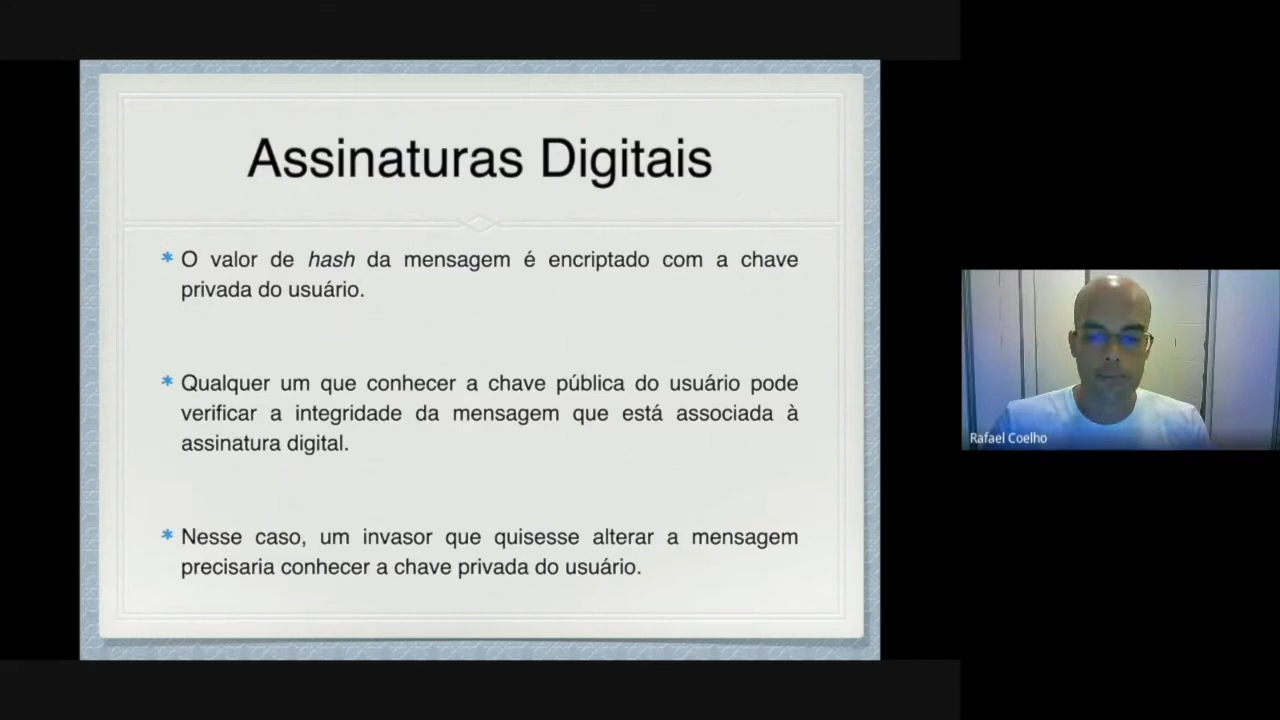 Assinaturas Digitais
* O valor de hash da mensagem é encriptado com a chave
privada do usuário.
* Qualquer um que conhecer a chave pública do usuário pode
verificar a integridade da mensagem que está associada à
assinatura digital.
* Nesse caso, um invasor que quisesse alterar a mensagem
precisaria conhecer a chave privada do usuário.
Rafael Coelho